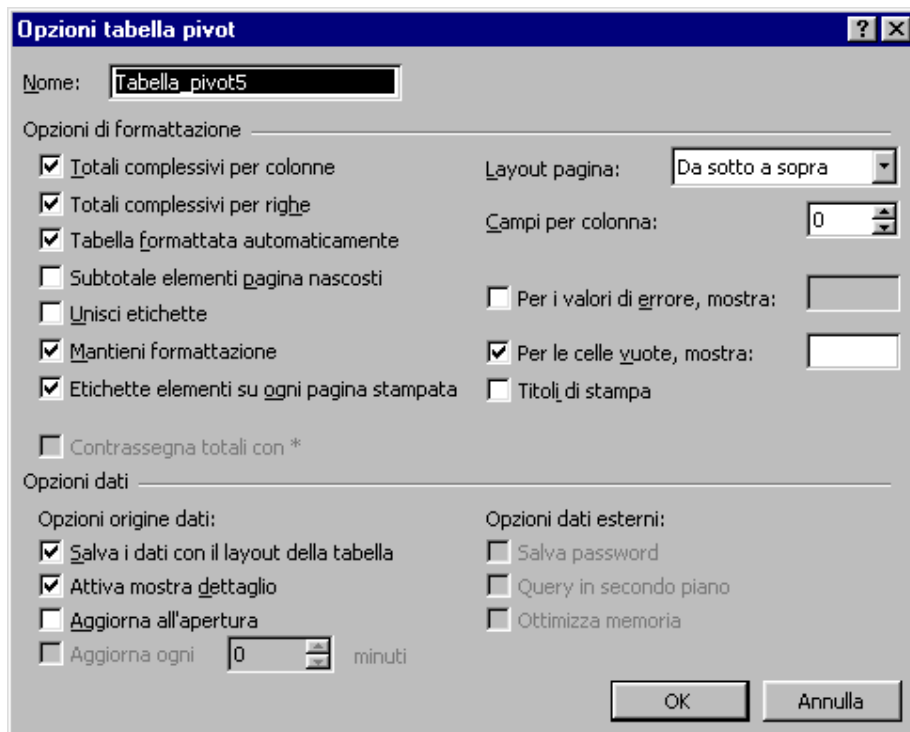 Opzioni tabella pivot
Nome: Tabella_pivot5
Opzioni di formattazione
Totali complessivi per colonne
Totali complessivi per righe
Tabella formattata automaticamente
Subtotale elementi pagina nascosti
Unisci etichette
Mantieni formattazione
Etichette elementi su ogni pagina stampata
Contrassegna totali con *
Layout pagina: Da sotto a sopra
Campi per colonna: 0
Per i valori di errore, mostra:
Per le celle vuote, mostra:
Titoli di stampa
Opzioni dati
Opzioni origine dati:
Salva i dati con il layout della tabella
Attiva mostra dettaglio
Aggiorna all'apertura
Aggiorna ogni 0 minuti
Opzioni dati esterni:
Salva password
Query in secondo piano
Ottimizza memoria
OK Annulla